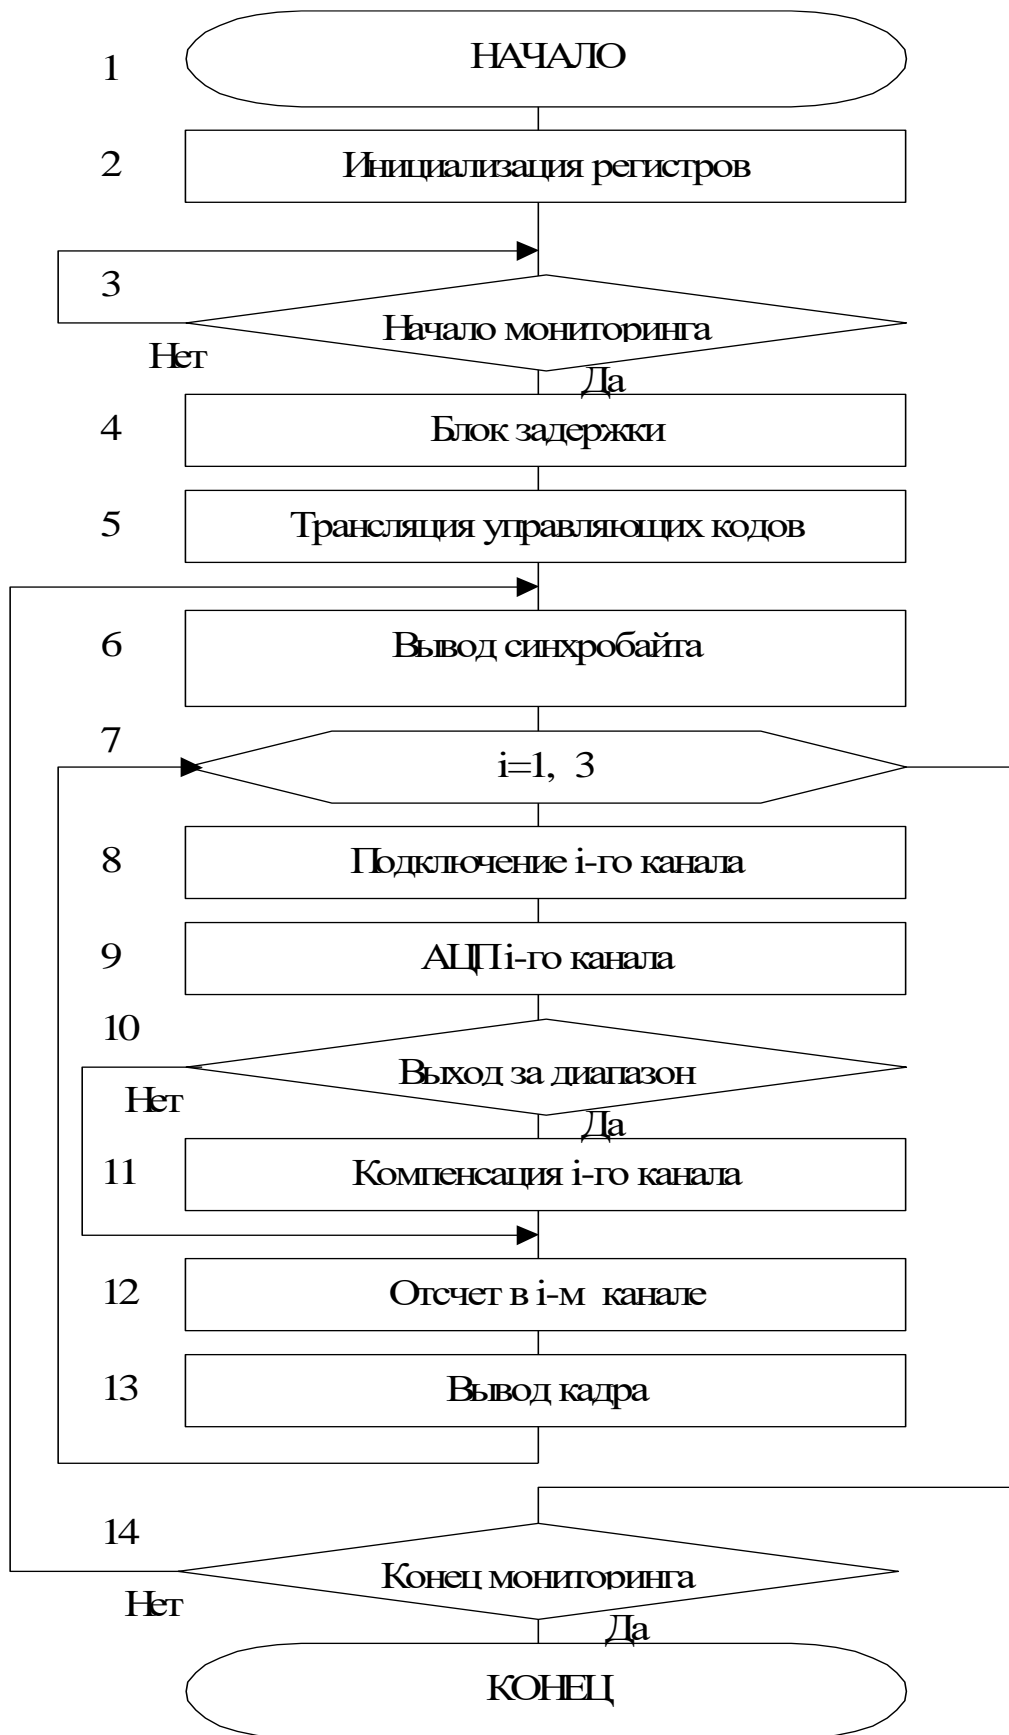 1
НАЧАЛО
2
Инициализация регистров
3
Начало мониторинга
Нет
Да
4
Блок задержки
5
Трансляция управляющих кодов
6
Вывод синхробайта
7
i=1, 3
8
Подключение i-го канала
9
АЦП i-го канала
10
Выход за диапазон
Нет
Да
11
Компенсация i-го канала
12
Отсчет в i-м канале
13
Вывод кадра
14
Конец мониторинга
Нет
Да
КОНЕЦ